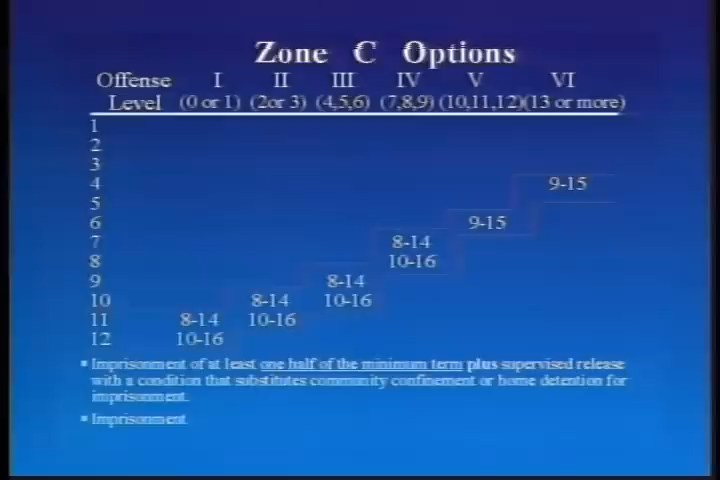 Zone C Options
Offense I II III IV V VI
Level (0 or 1) (2or 3) (4,5,6) (7,8,9) (10,11,12)(13 or more)
1
2
3
4 9-15
5
6 9-15
7 8-14
8 10-16
9 8-14
10 8-14 10-16
11 8-14 10-16
12 10-16
▪ Imprisonment of at least one half of the minimum term plus supervised release
with a condition that substitutes community confinement or home detention for
imprisonment.
▪ Imprisonment